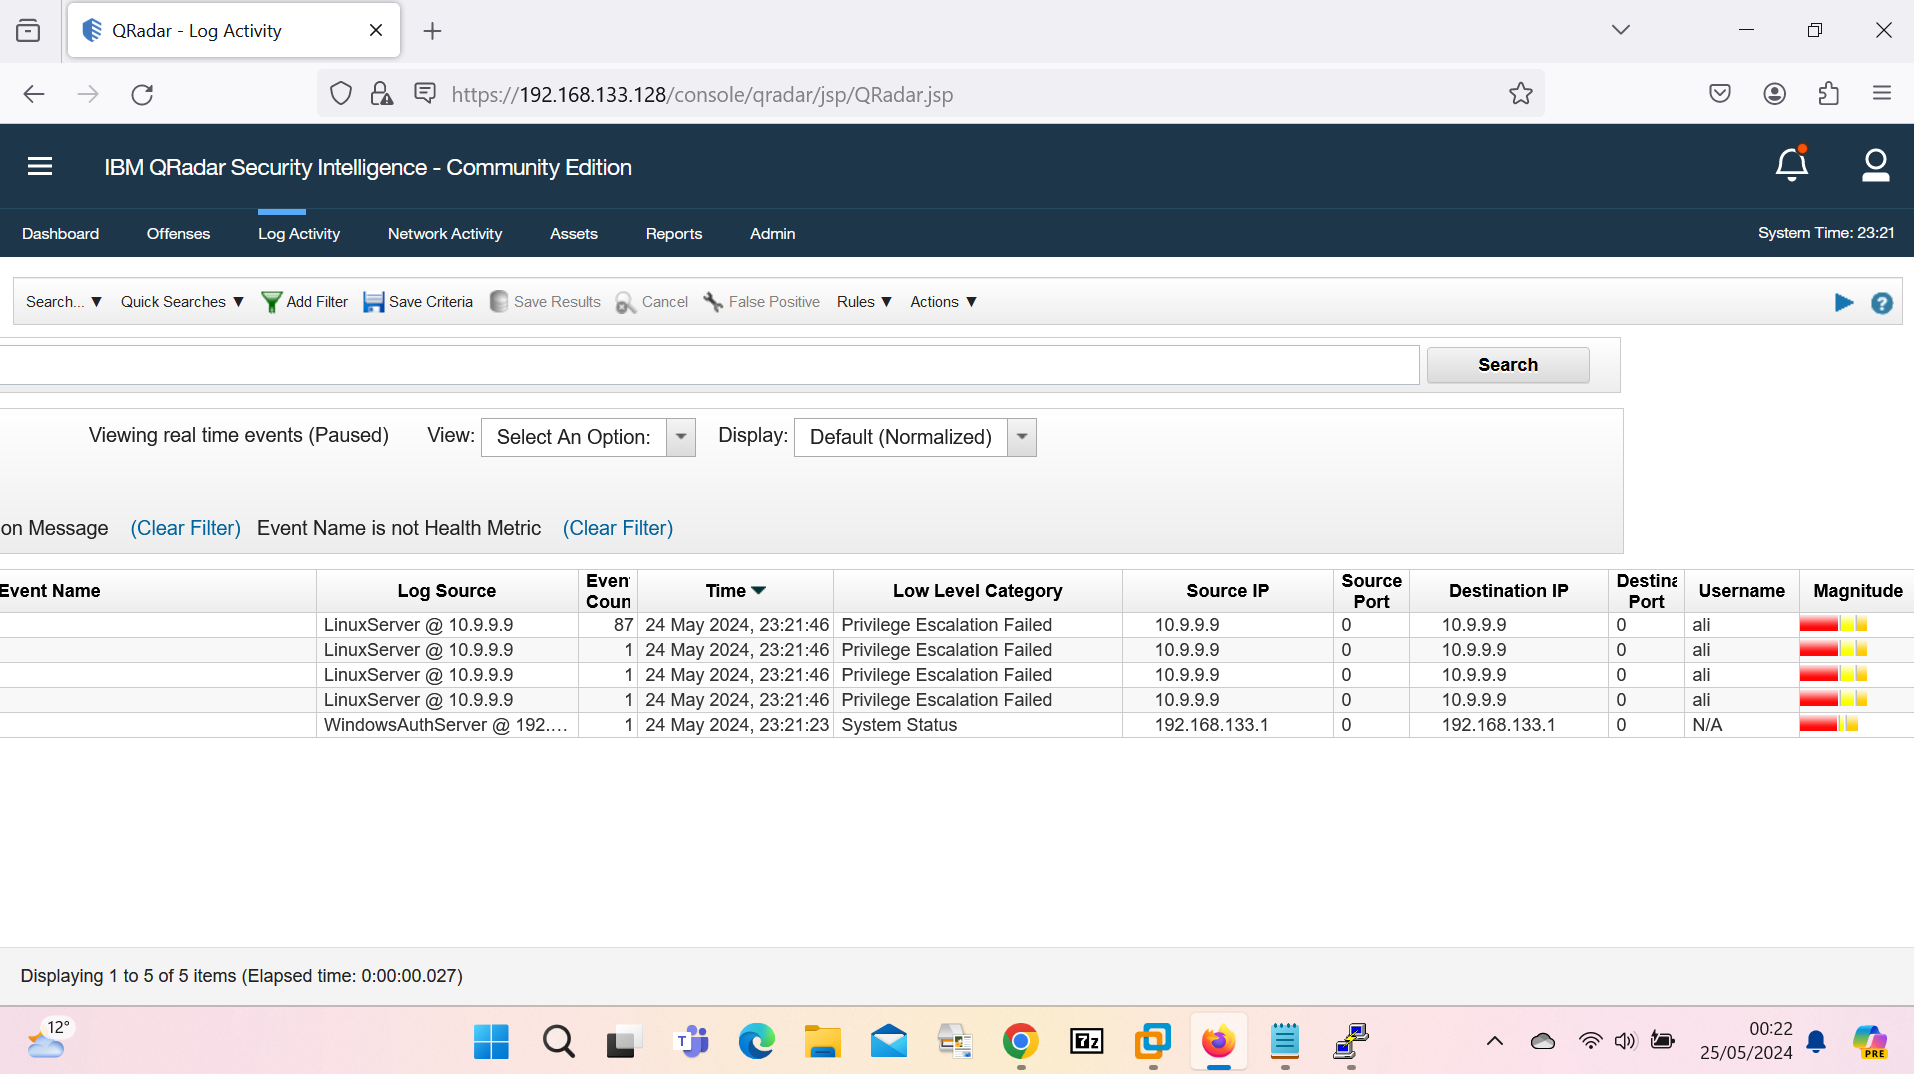 QRadar - Log Activity
https://192.168.133.128/console/qradar/jsp/QRadar.jsp
IBM QRadar Security Intelligence - Community Edition
Dashboard Offenses Log Activity Network Activity Assets Reports Admin System Time: 23:21
Search... ▼ Quick Searches ▼ Add Filter Save Criteria Save Results Cancel False Positive Rules ▼ Actions ▼ ?
Search
Viewing real time events (Paused) View: Select An Option: Display: Default (Normalized)
on Message (Clear Filter) Event Name is not Health Metric (Clear Filter)
Event Name Log Source Even Coun Time Low Level Category Source IP Source Port Destination IP Destina Port Username Magnitude
LinuxServer @ 10.9.9.9 87 24 May 2024, 23:21:46 Privilege Escalation Failed 10.9.9.9 0 10.9.9.9 0 ali
LinuxServer @ 10.9.9.9 1 24 May 2024, 23:21:46 Privilege Escalation Failed 10.9.9.9 0 10.9.9.9 0 ali
LinuxServer @ 10.9.9.9 1 24 May 2024, 23:21:46 Privilege Escalation Failed 10.9.9.9 0 10.9.9.9 0 ali
LinuxServer @ 10.9.9.9 1 24 May 2024, 23:21:46 Privilege Escalation Failed 10.9.9.9 0 10.9.9.9 0 ali
WindowsAuthServer @ 192.... 1 24 May 2024, 23:21:23 System Status 192.168.133.1 0 192.168.133.1 0 N/A
Displaying 1 to 5 of 5 items (Elapsed time: 0:00:00.027)
12°
T
7z
00:22
25/05/2024
PRE